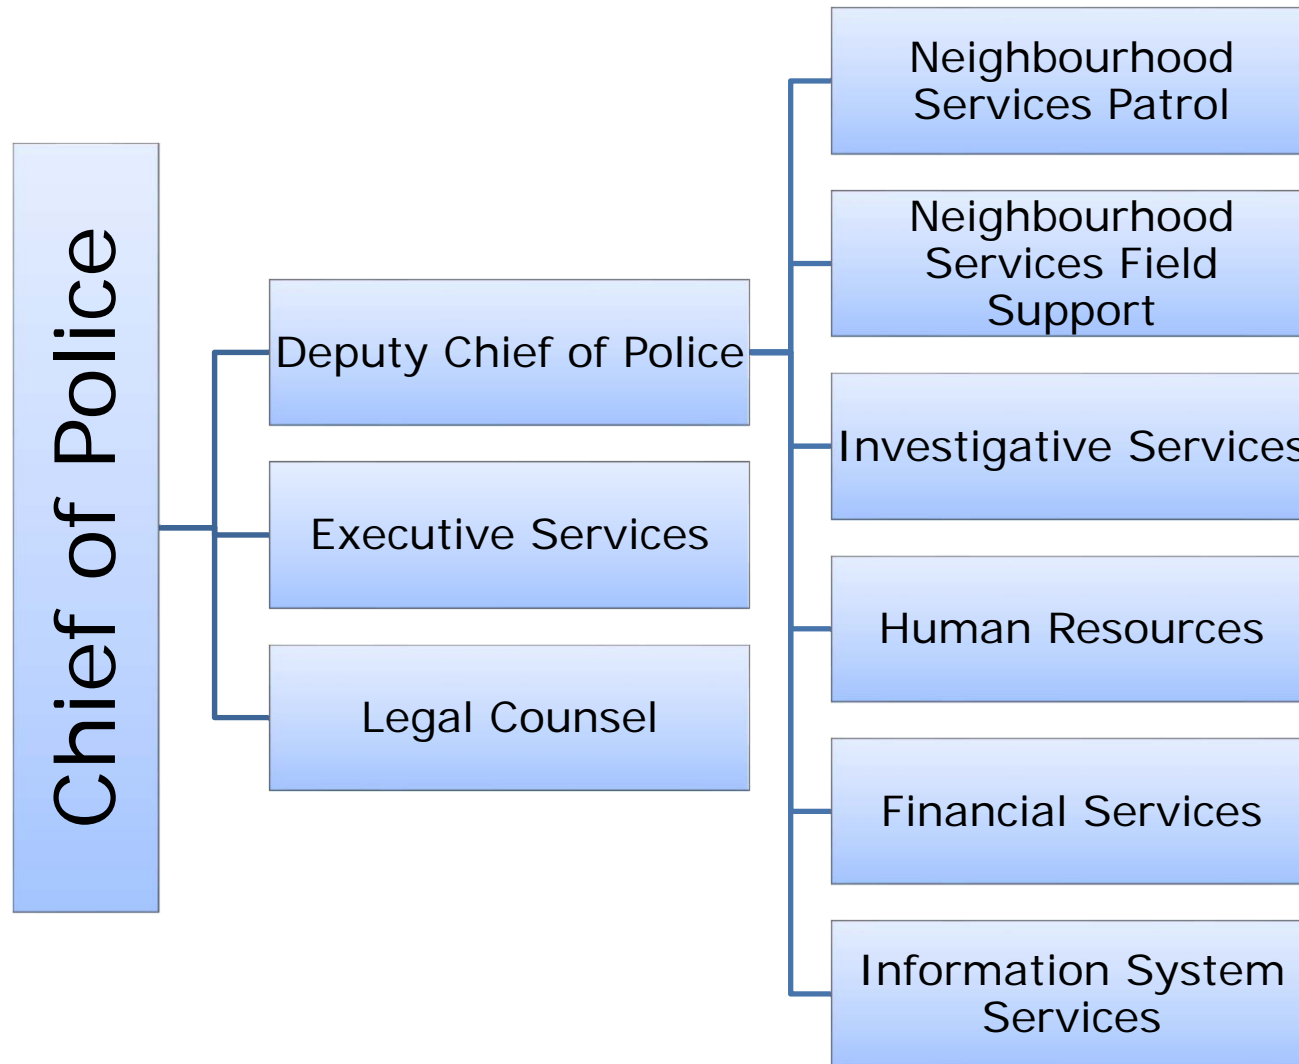 Chief of Police
Deputy Chief of Police
Executive Services
Legal Counsel
Neighbourhood
Services Patrol
Neighbourhood
Services Field
Support
Investigative Services
Human Resources
Financial Services
Information System
Services